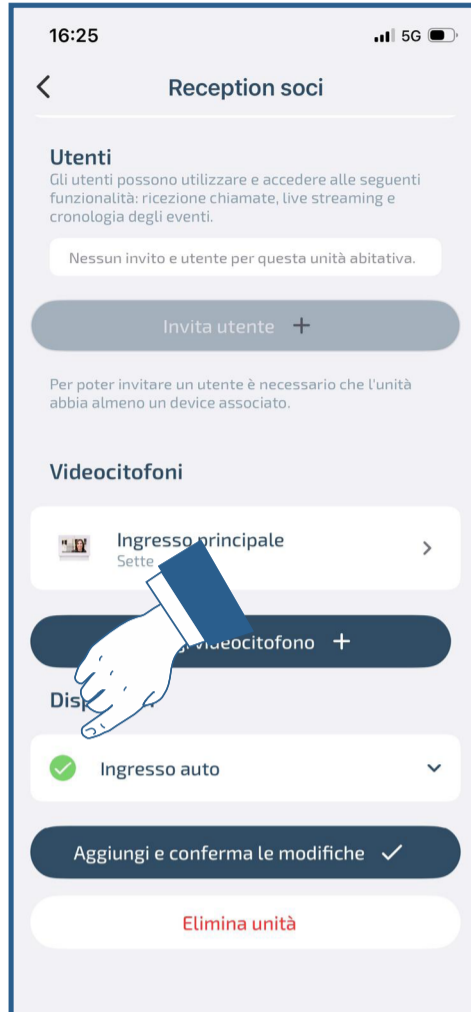 16:25
5G
Reception soci
Utenti
Gli utenti possono utilizzare e accedere alle seguenti
funzionalità: ricezione chiamate, live streaming e
cronologia degli eventi.
Nessun invito e utente per questa unità abitativa.
Invita utente +
Per poter invitare un utente è necessario che l'unità
abbia almeno un device associato.
Videocitofoni
Ingresso principale
Sette
videocitofono +
Ingresso auto
Aggiungi e conferma le modifiche
Elimina unità